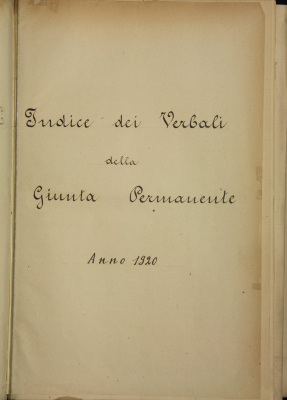 Indice dei Verbali
della
Giunta Permanente
Anno 1920